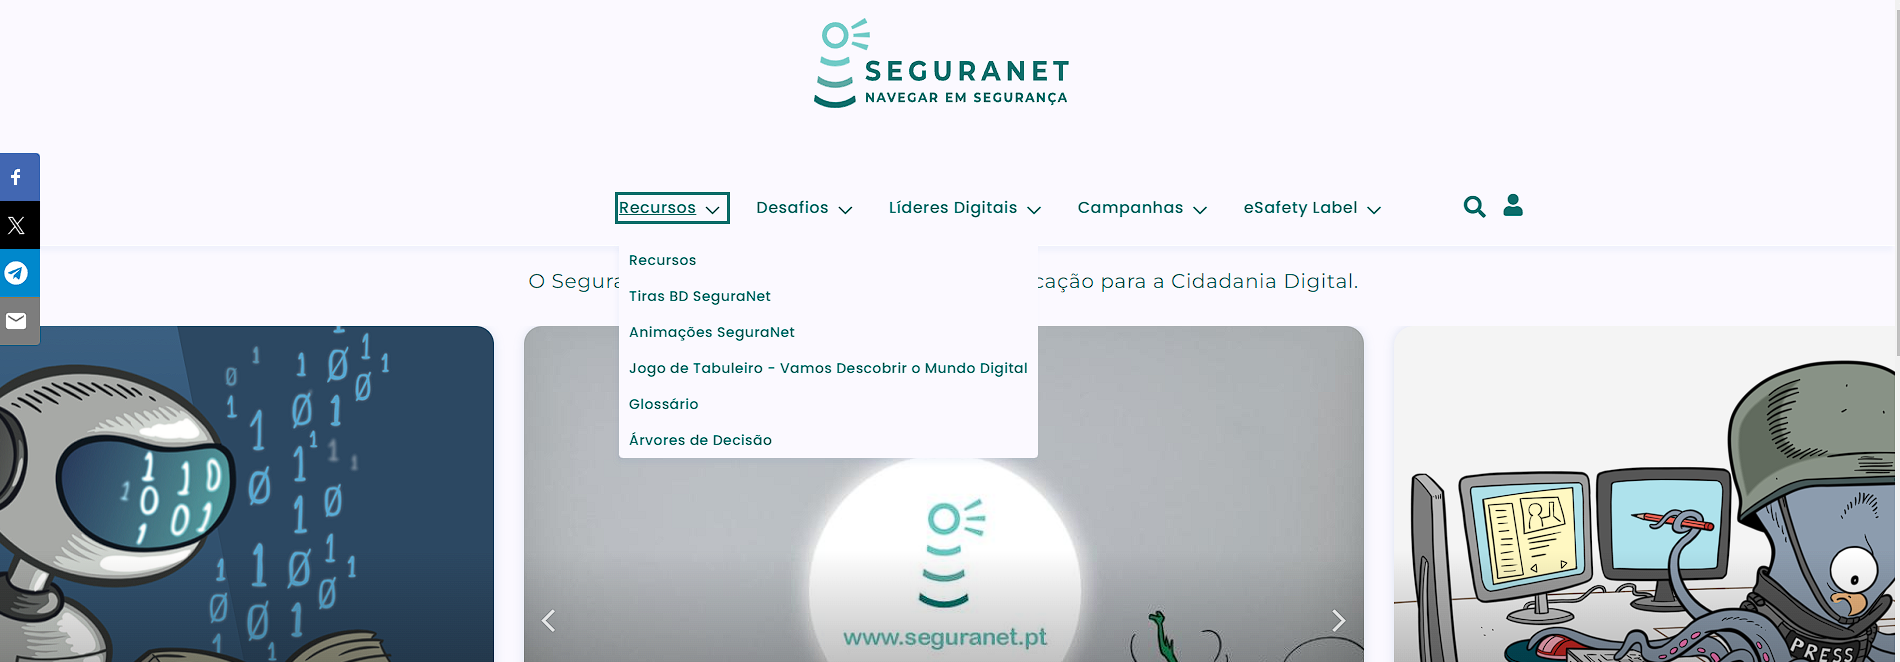 SEGURANET
NAVEGAR EM SEGURANÇA
Recursos
Desafios
Líderes Digitais
Campanhas
eSafety Label
O Segura
cação para a Cidadania Digital.
Recursos
Tiras BD SeguraNet
Animações SeguraNet
Jogo de Tabuleiro - Vamos Descobrir o Mundo Digital
Glossário
Árvores de Decisão
www.seguranet.pt
PRESS